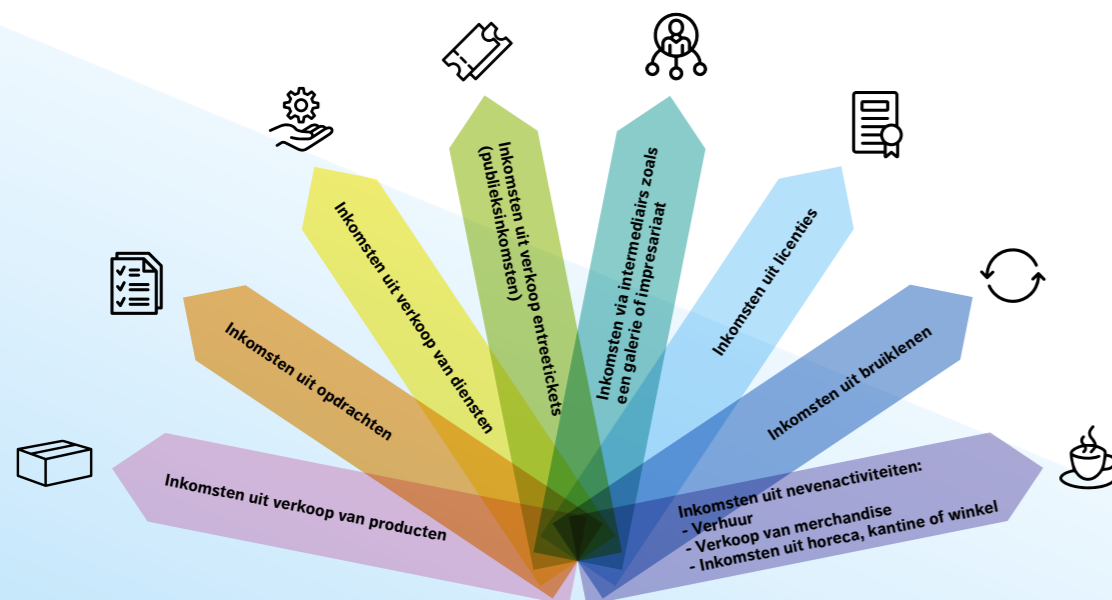 Inkomsten uit verkoop van producten
Inkomsten uit opdrachten
Inkomsten uit verkoop van diensten
Inkomsten uit verkoop entreetickets
(publieksinkomsten)
Inkomsten via intermediairs zoals
een galerie of impresariaat
Inkomsten uit licenties
Inkomsten uit bruiklenen
Inkomsten uit nevenactiviteiten:
- Verhuur
- Verkoop van merchandise
- Inkomsten uit horeca, kantine of winkel